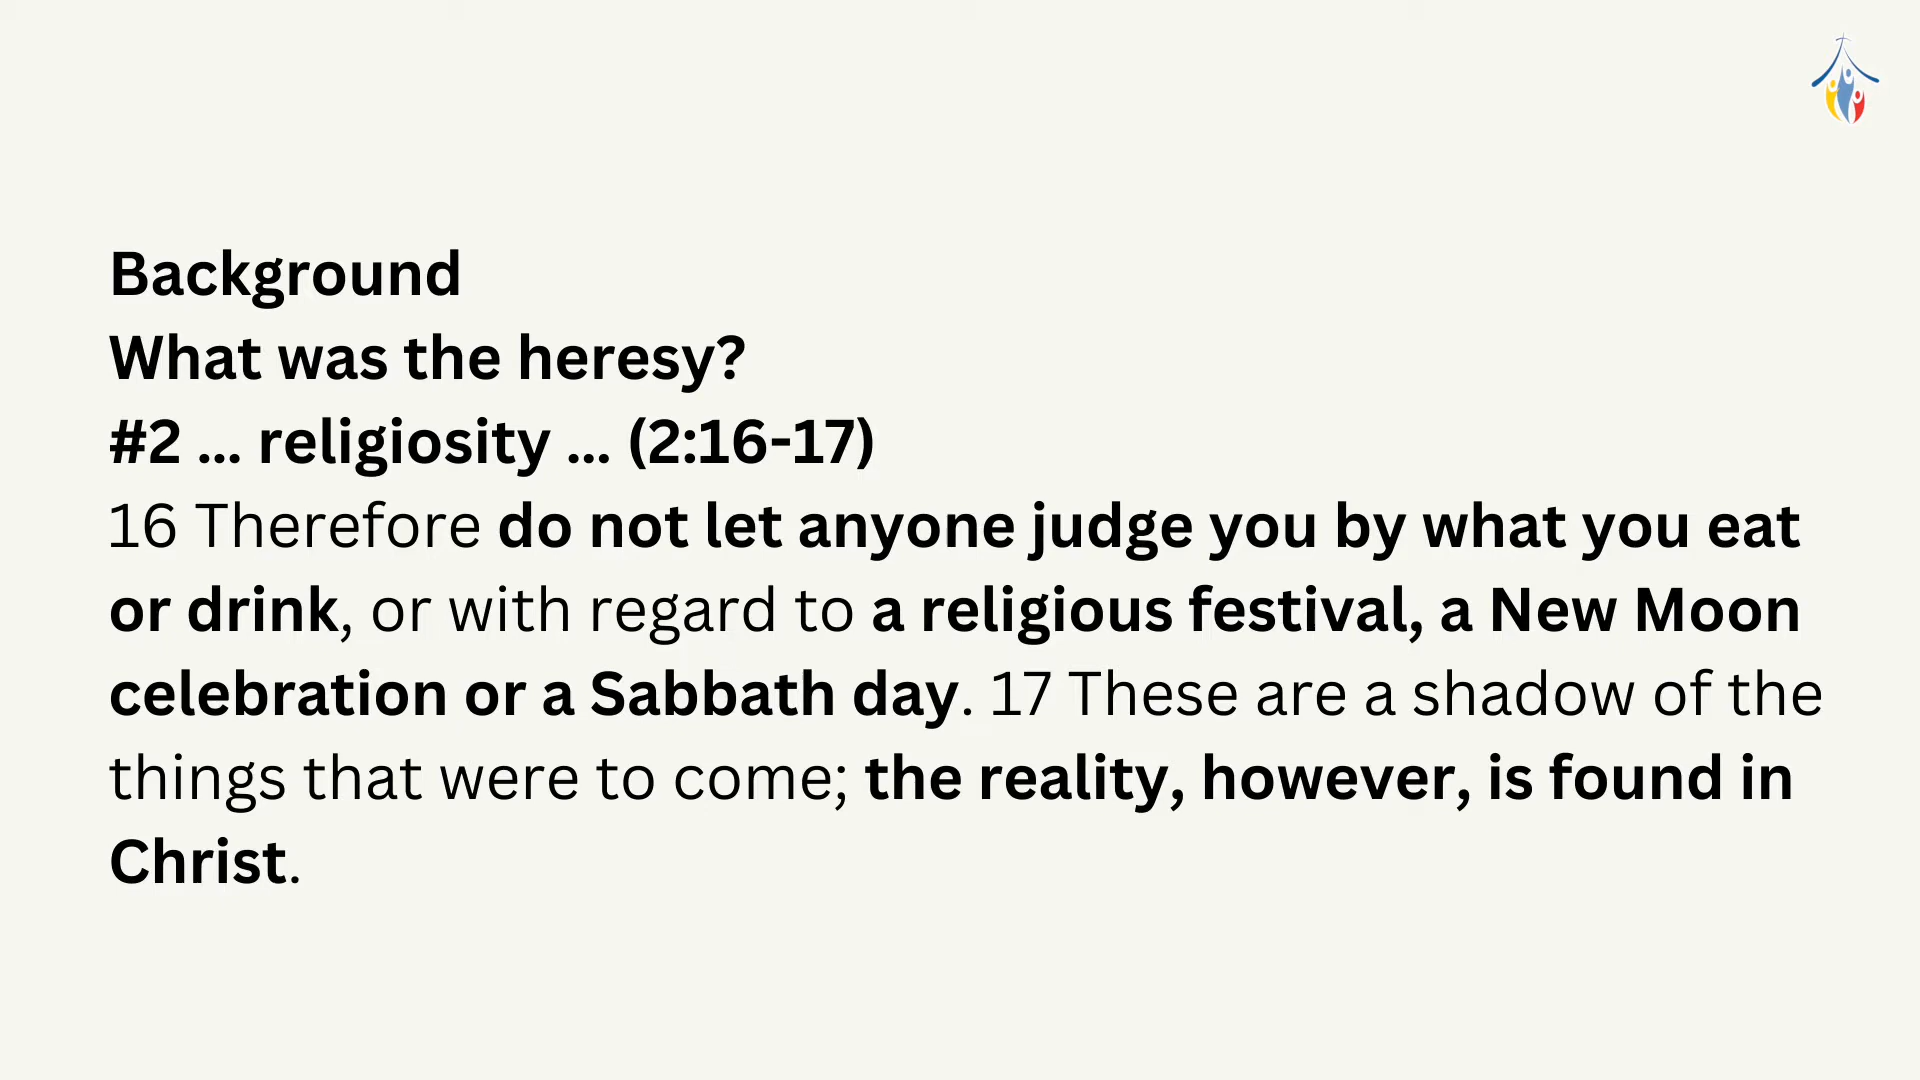 Background
What was the heresy?
#2 ... religiosity ... (2:16-17)
16 Therefore do not let anyone judge you by what you eat
or drink, or with regard to a religious festival, a New Moon
celebration or a Sabbath day. 17 These are a shadow of the
things that were to come; the reality, however, is found in
Christ.